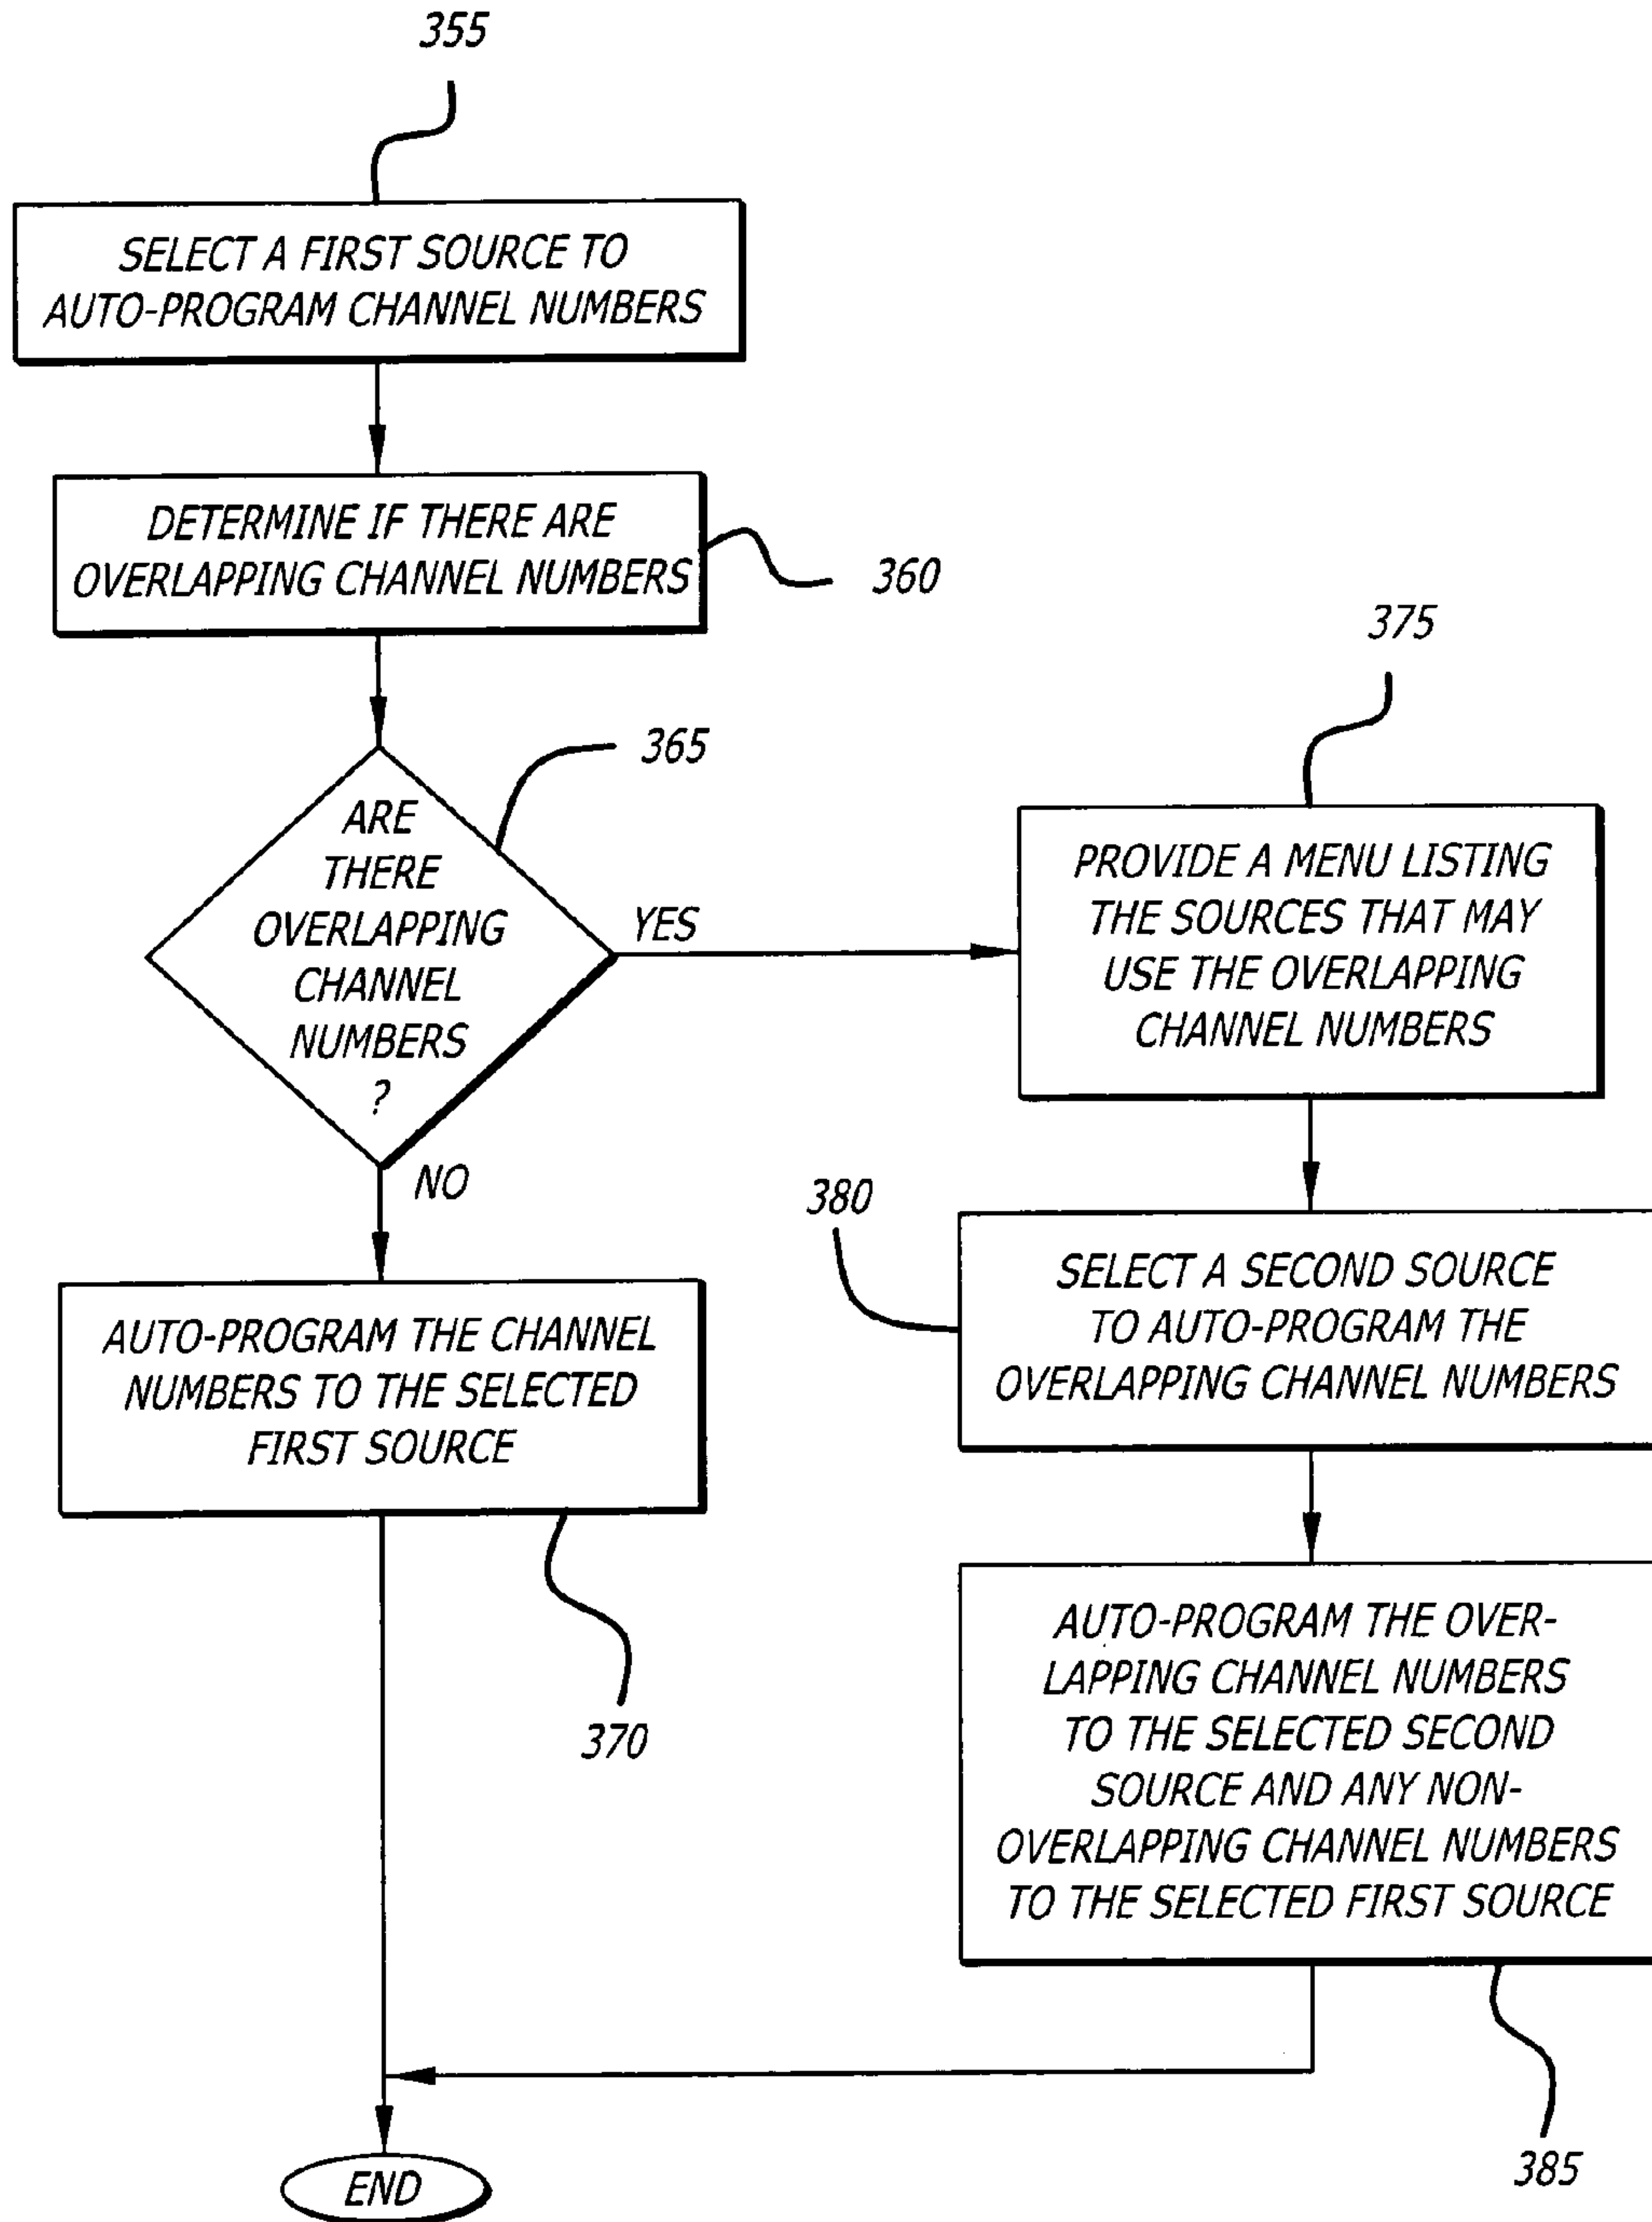 355
SELECT A FIRST SOURCE TO
AUTO-PROGRAM CHANNEL NUMBERS
DETERMINE IF THERE ARE
OVERLAPPING CHANNEL NUMBERS
360
365
ARE
THERE
OVERLAPPING
CHANNEL
NUMBERS
?
YES
NO
375
PROVIDE A MENU LISTING
THE SOURCES THAT MAY
USE THE OVERLAPPING
CHANNEL NUMBERS
380
SELECT A SECOND SOURCE
TO AUTO-PROGRAM THE
OVERLAPPING CHANNEL NUMBERS
AUTO-PROGRAM THE CHANNEL
NUMBERS TO THE SELECTED
FIRST SOURCE
370
AUTO-PROGRAM THE OVER-
LAPPING CHANNEL NUMBERS
TO THE SELECTED SECOND
SOURCE AND ANY NON-
OVERLAPPING CHANNEL NUMBERS
TO THE SELECTED FIRST SOURCE
385
END